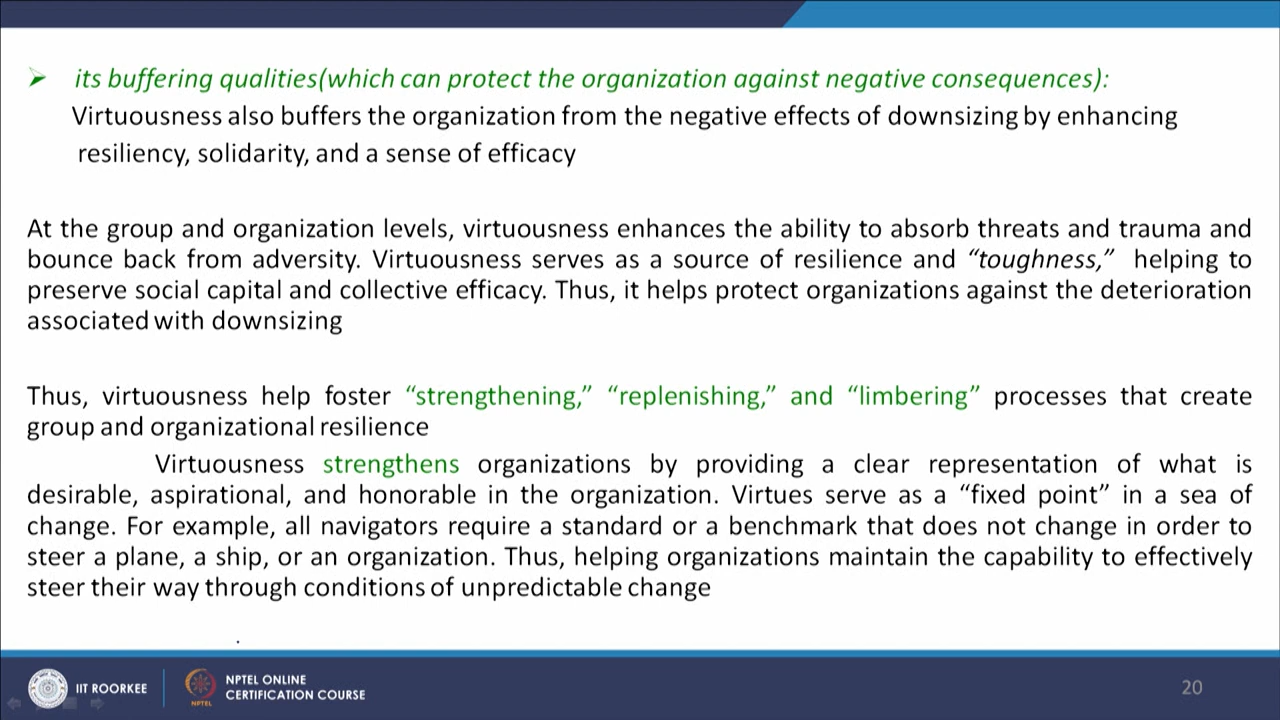 its buffering qualities(which can protect the organization against negative consequences):
Virtuousness also buffers the organization from the negative effects of downsizing by enhancing
resiliency, solidarity, and a sense of efficacy
At the group and organization levels, virtuousness enhances the ability to absorb threats and trauma and
bounce back from adversity. Virtuousness serves as a source of resilience and “toughness,” helping to
preserve social capital and collective efficacy. Thus, it helps protect organizations against the deterioration
associated with downsizing
Thus, virtuousness help foster “strengthening,” “replenishing,” and “limbering” processes that create
group and organizational resilience
Virtuousness strengthens organizations by providing a clear representation of what is
desirable, aspirational, and honorable in the organization. Virtues serve as a “fixed point” in a sea of
change. For example, all navigators require a standard or a benchmark that does not change in order to
steer a plane, a ship, or an organization. Thus, helping organizations maintain the capability to effectively
steer their way through conditions of unpredictable change
IIT ROORKEE
NPTEL
NPTEL ONLINE
CERTIFICATION COURSE
20